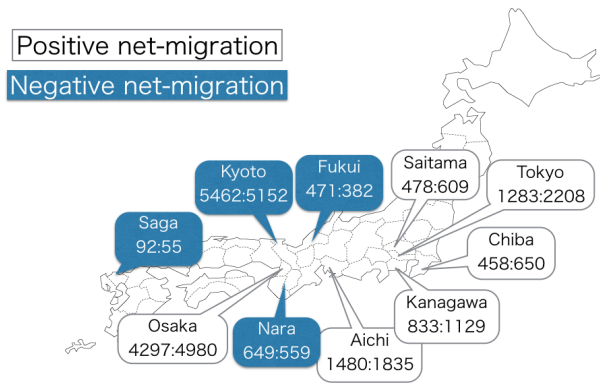 Positive net-migration
Negative net-migration
Kyoto
5462:5152
Fukui
471:382
Saitama
478:609
Tokyo
1283:2208
Saga
92:55
Chiba
458:650
Kanagawa
833:1129
Osaka
4297:4980
Nara
649:559
Aichi
1480:1835